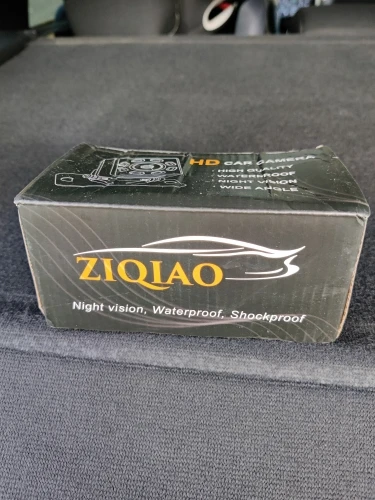 HD CAR CAMERA
· HIGH QUALITY
· WATERPROOF
· NIGHT VISION
· WIDE ANGLE
ZIQIAO
Night vision, Waterproof, Shockproof